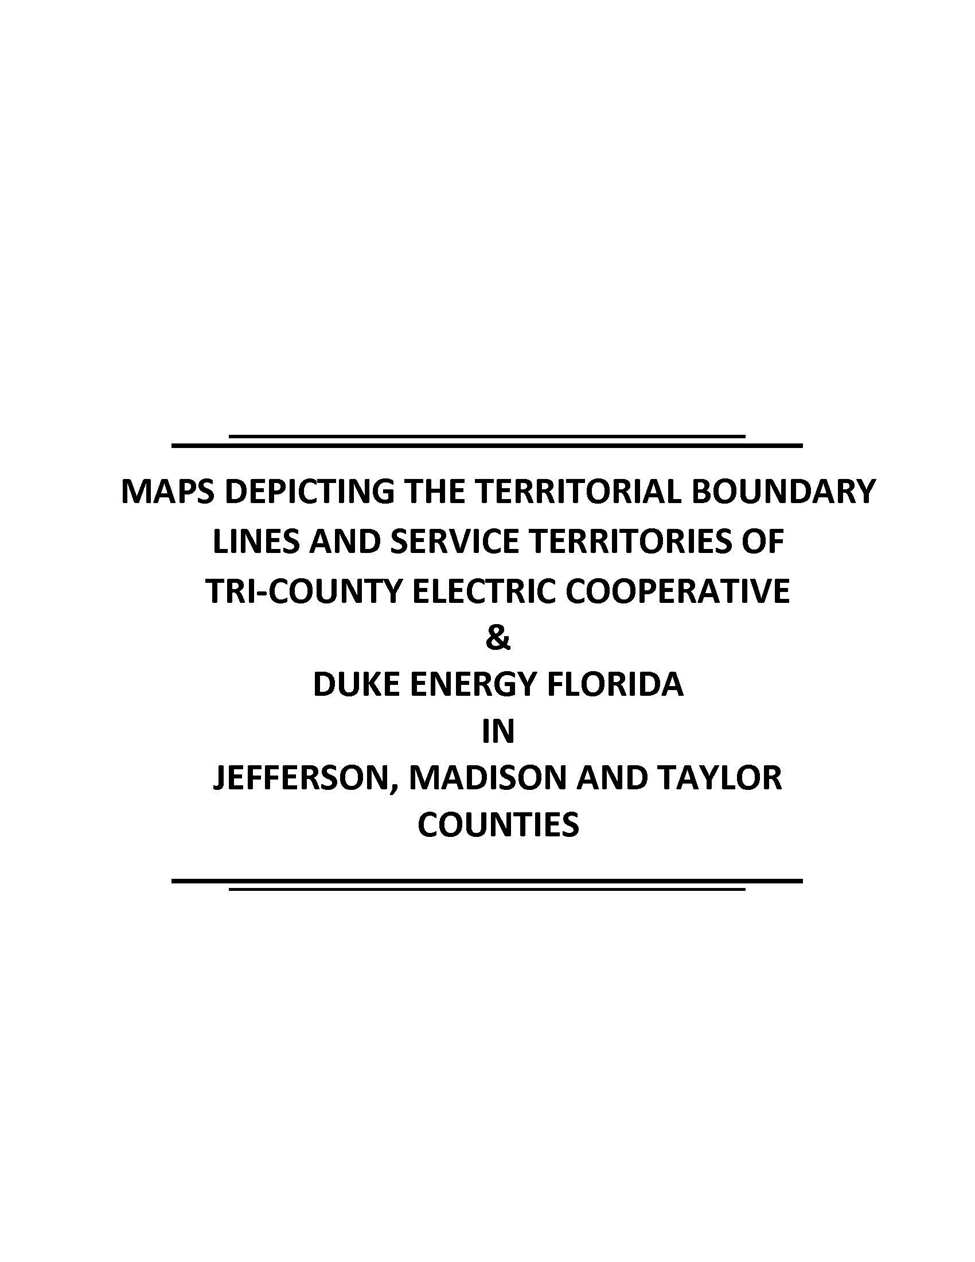 MAPS DEPICTING THE TERRITORIAL BOUNDARY
LINES AND SERVICE TERRITORIES OF
TRI-COUNTY ELECTRIC COOPERATIVE
&
DUKE ENERGY FLORIDA
IN
JEFFERSON, MADISON AND TAYLOR
COUNTIES